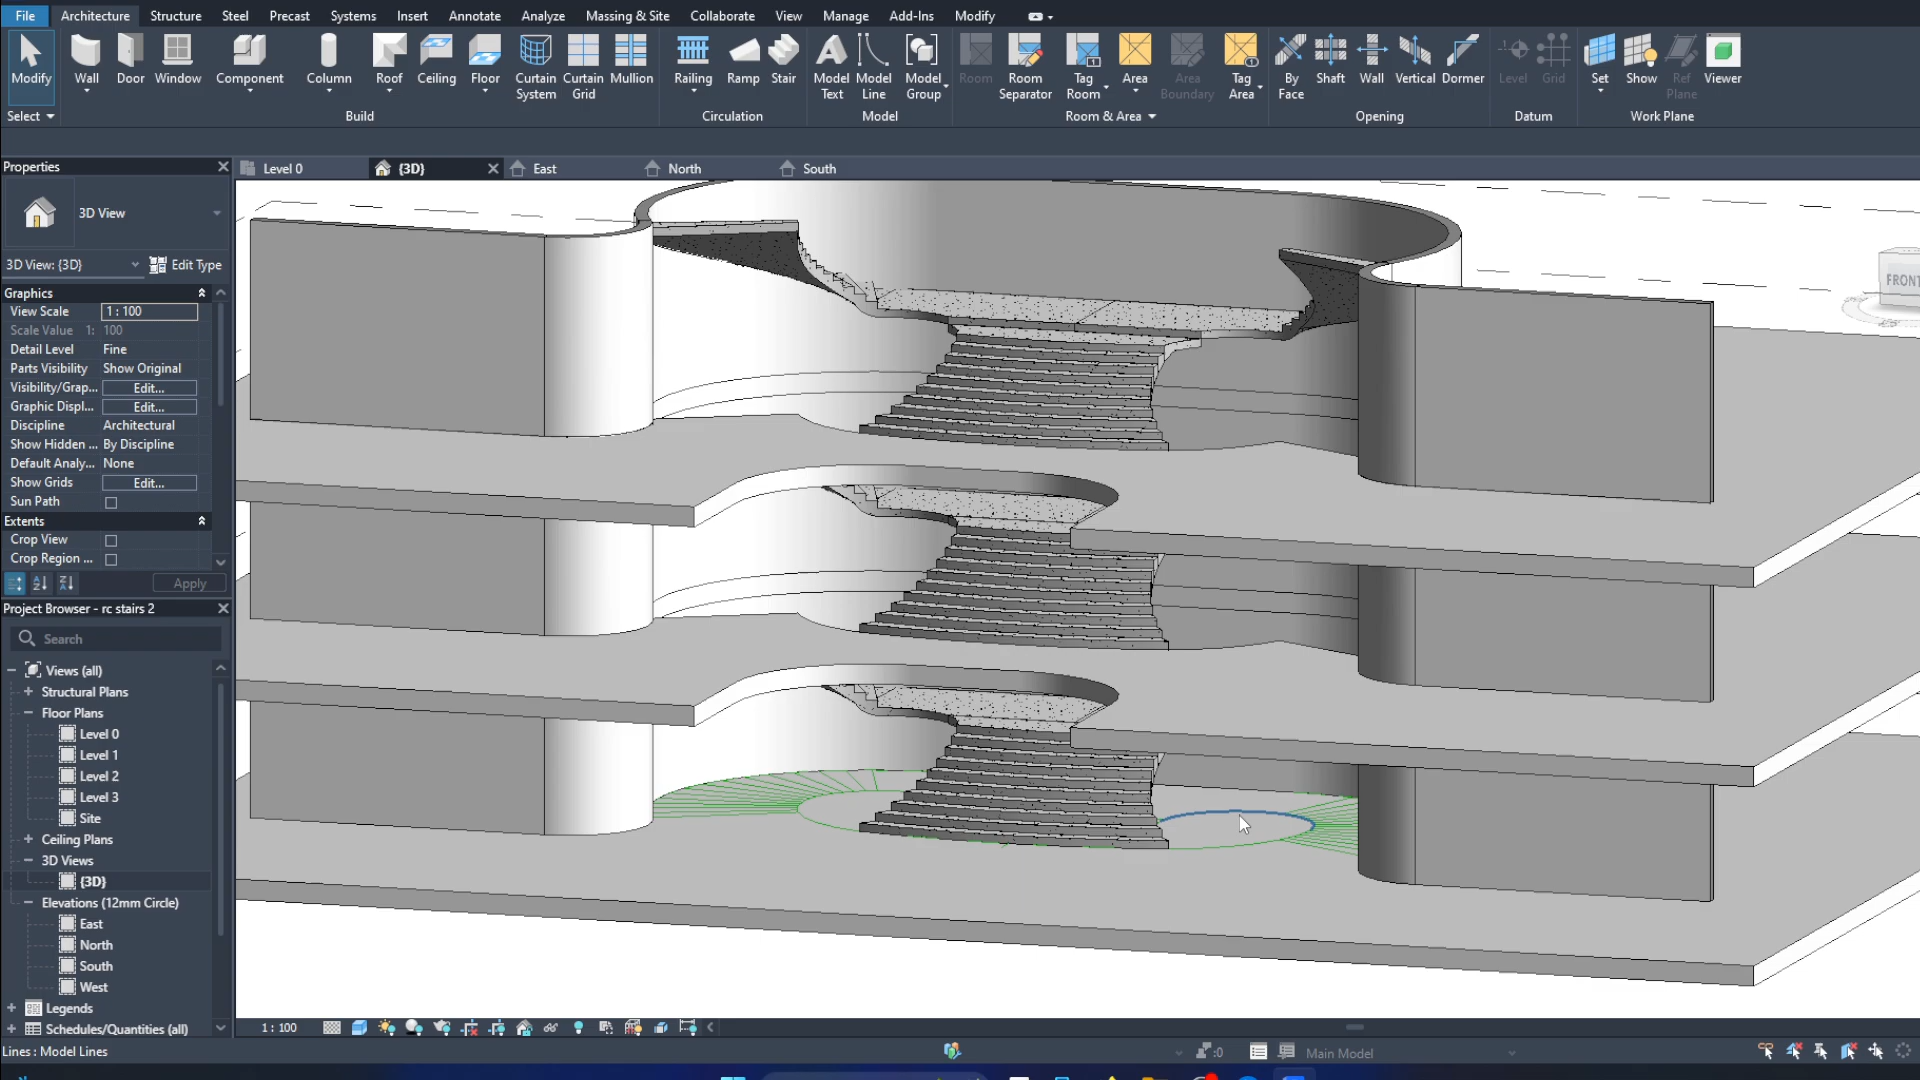 File Architecture Structure Steel Precast Systems Insert Annotate Analyze Massing & Site Collaborate View Manage Add-Ins Modify
Modify Wall Door Window Component Column Roof Ceiling Floor Curtain System Curtain Grid Mullion Railing Ramp Stair Model Text Model Line Model Group Room Room Separator Tag Room Area Area Boundary Tag Area By Face Shaft Wall Vertical Dormer Level Grid Set Show Ref Plane Viewer
Select Build Circulation Model Room & Area Opening Datum Work Plane
Properties
Level 0 {3D} East North South
3D View
3D View: {3D} Edit Type
Graphics
View Scale 1 : 100
Scale Value 1: 100
Detail Level Fine
Parts Visibility Show Original
Visibility/Grap... Edit...
Graphic Displ... Edit...
Discipline Architectural
Show Hidden ... By Discipline
Default Analy... None
Show Grids Edit...
Sun Path
Extents
Crop View
Crop Region ...
Apply
Project Browser - rc stairs 2
Search
Views (all)
Structural Plans
Floor Plans
Level 0
Level 1
Level 2
Level 3
Site
Ceiling Plans
3D Views
{3D}
Elevations (12mm Circle)
East
North
South
West
Legends
Schedules/Quantities (all)
FRONT
1 : 100
Lines : Model Lines
:0 Main Model